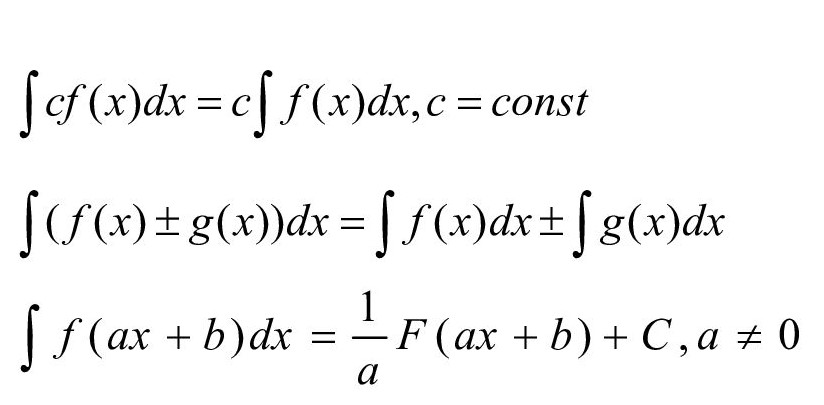 ∫cf(x)dx = c∫f(x)dx, c = const
∫(f(x) ± g(x))dx = ∫f(x)dx ± ∫g(x)dx
∫f(ax + b)dx = 1/a F(ax + b) + C, a ≠ 0